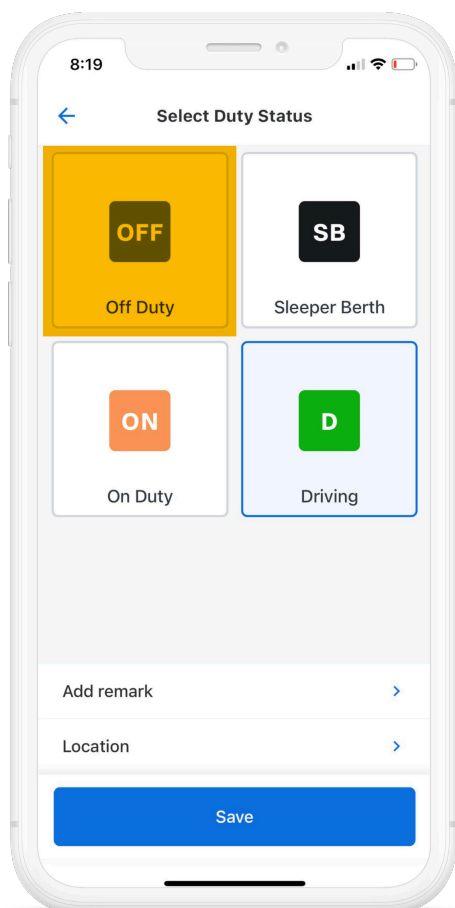 8:19
Select Duty Status
OFF
SB
Off Duty
Sleeper Berth
ON
D
On Duty
Driving
Add remark
Location
Save